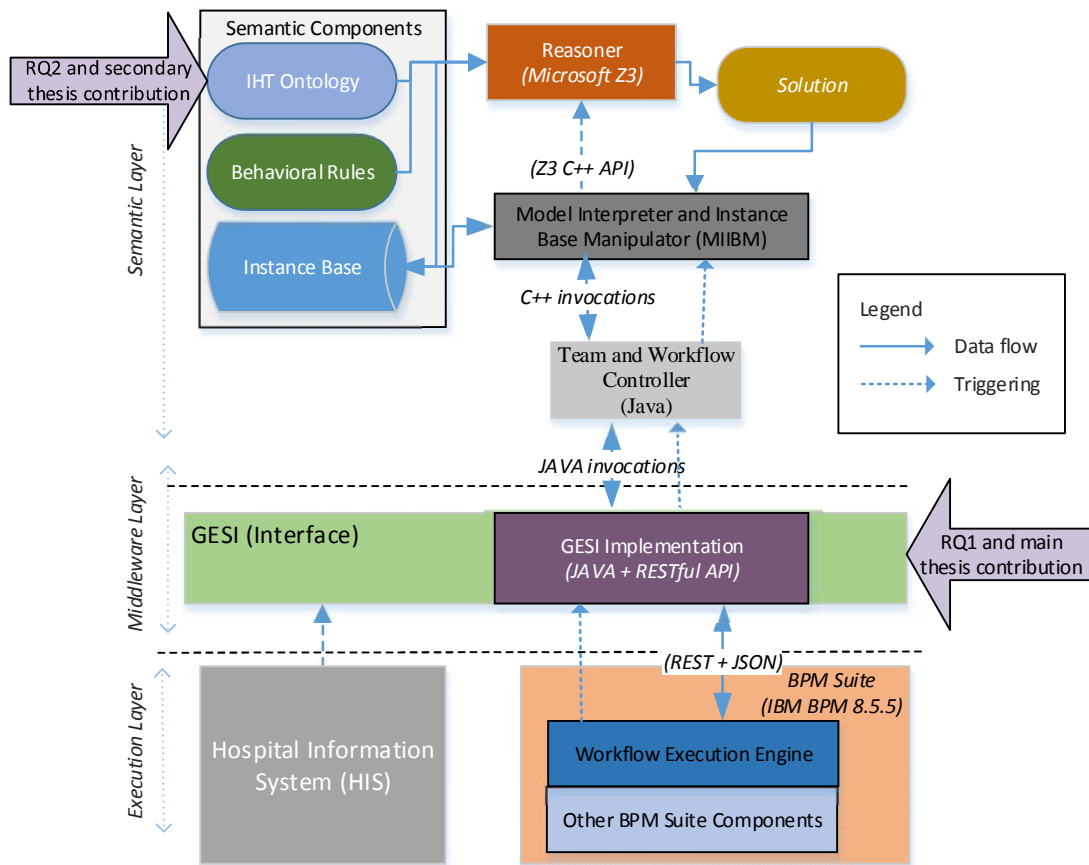 Semantic Components
RQ2 and secondary
thesis contribution
IHT Ontology
Behavioral Rules
Instance Base
Reasoner
(Microsoft Z3)
Solution
(Z3 C++ API)
Model Interpreter and Instance
Base Manipulator (MIIBM)
C++ invocations
Team and Workflow
Controller
(Java)
JAVA invocations
Legend
Data flow
Triggering
Semantic Layer
Middleware Layer
GESI (Interface)
GESI Implementation
(JAVA + RESTful API)
RQ1 and main
thesis contribution
Execution Layer
(REST + JSON)
BPM Suite
(IBM BPM 8.5.5)
Hospital Information
System (HIS)
Workflow Execution Engine
Other BPM Suite Components